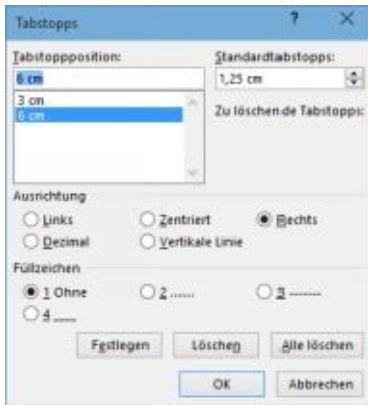 Tabstopps ?
Tabstoppposition: Standardtabstopps:
6 cm 1,25 cm
3 cm Zu löschende Tabstopps:
6 cm
Ausrichtung
Links Zentriert Rechts
Dezimal Vertikale Linie
Füllzeichen
1 Ohne 2 ...... 3 -------
4 ___
Festlegen Löschen Alle löschen
OK Abbrechen